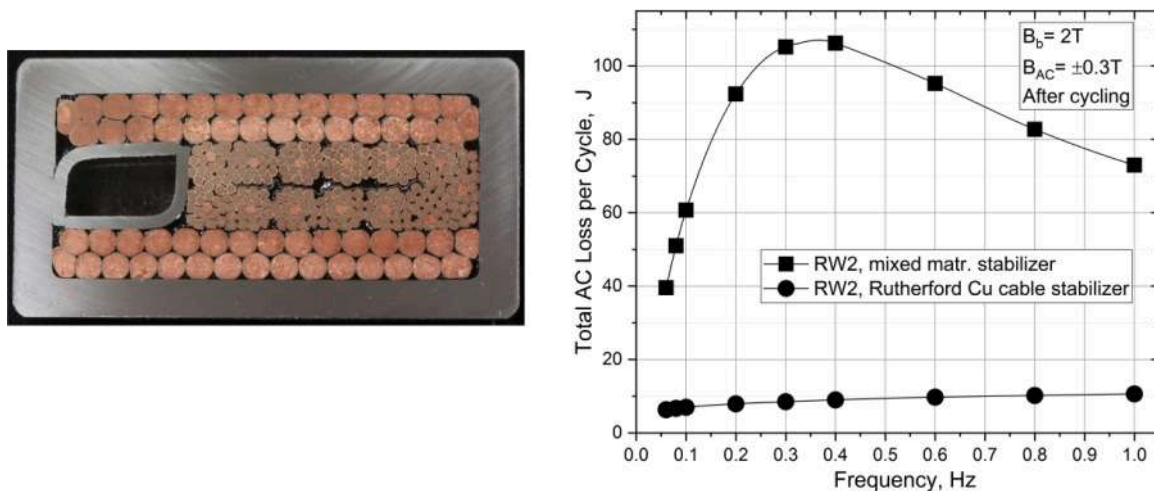 B_b= 2T
B_AC= ±0.3T
After cycling
RW2, mixed matr. stabilizer
RW2, Rutherford Cu cable stabilizer
Total AC Loss per Cycle, J
100
80
60
40
20
0
0.0 0.1 0.2 0.3 0.4 0.5 0.6 0.7 0.8 0.9 1.0
Frequency, Hz